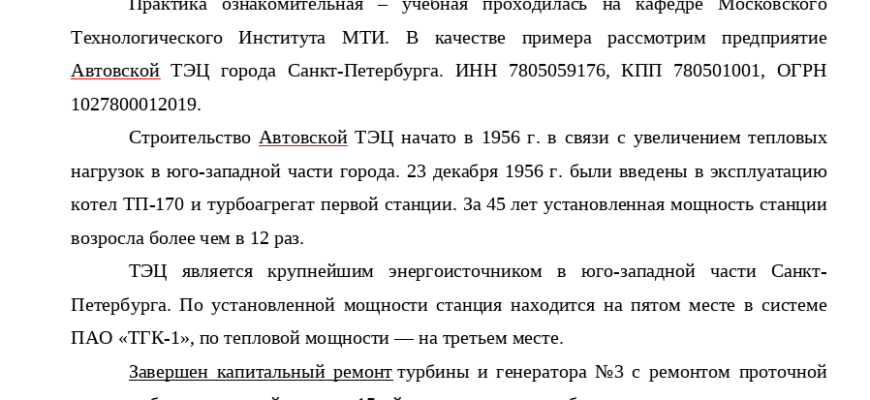 Практика ознакомительная – учебная проходилась на кафедре Московского
Технологического Института МТИ. В качестве примера рассмотрим предприятие
Автовской ТЭЦ города Санкт-Петербурга. ИНН 7805059176, КПП 780501001, ОГРН
1027800012019.
Строительство Автовской ТЭЦ начато в 1956 г. в связи с увеличением тепловых
нагрузок в юго-западной части города. 23 декабря 1956 г. были введены в эксплуатацию
котел ТП-170 и турбоагрегат первой станции. За 45 лет установленная мощность станции
возросла более чем в 12 раз.
ТЭЦ является крупнейшим энергоисточником в юго-западной части Санкт-
Петербурга. По установленной мощности станция находится на пятом месте в системе
ПАО «ТГК-1», по тепловой мощности — на третьем месте.
Завершен капитальный ремонт турбины и генератора №3 с ремонтом проточной